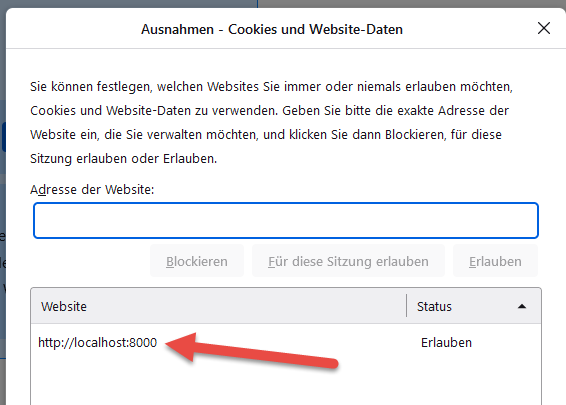 Ausnahmen - Cookies und Website-Daten
Sie können festlegen, welchen Websites Sie immer oder niemals erlauben möchten,
Cookies und Website-Daten zu verwenden. Geben Sie bitte die exakte Adresse der
Website ein, die Sie verwalten möchten, und klicken Sie dann Blockieren, für diese
Sitzung erlauben oder Erlauben.
Adresse der Website:
Blockieren Für diese Sitzung erlauben Erlauben
Website Status
http://localhost:8000 Erlauben